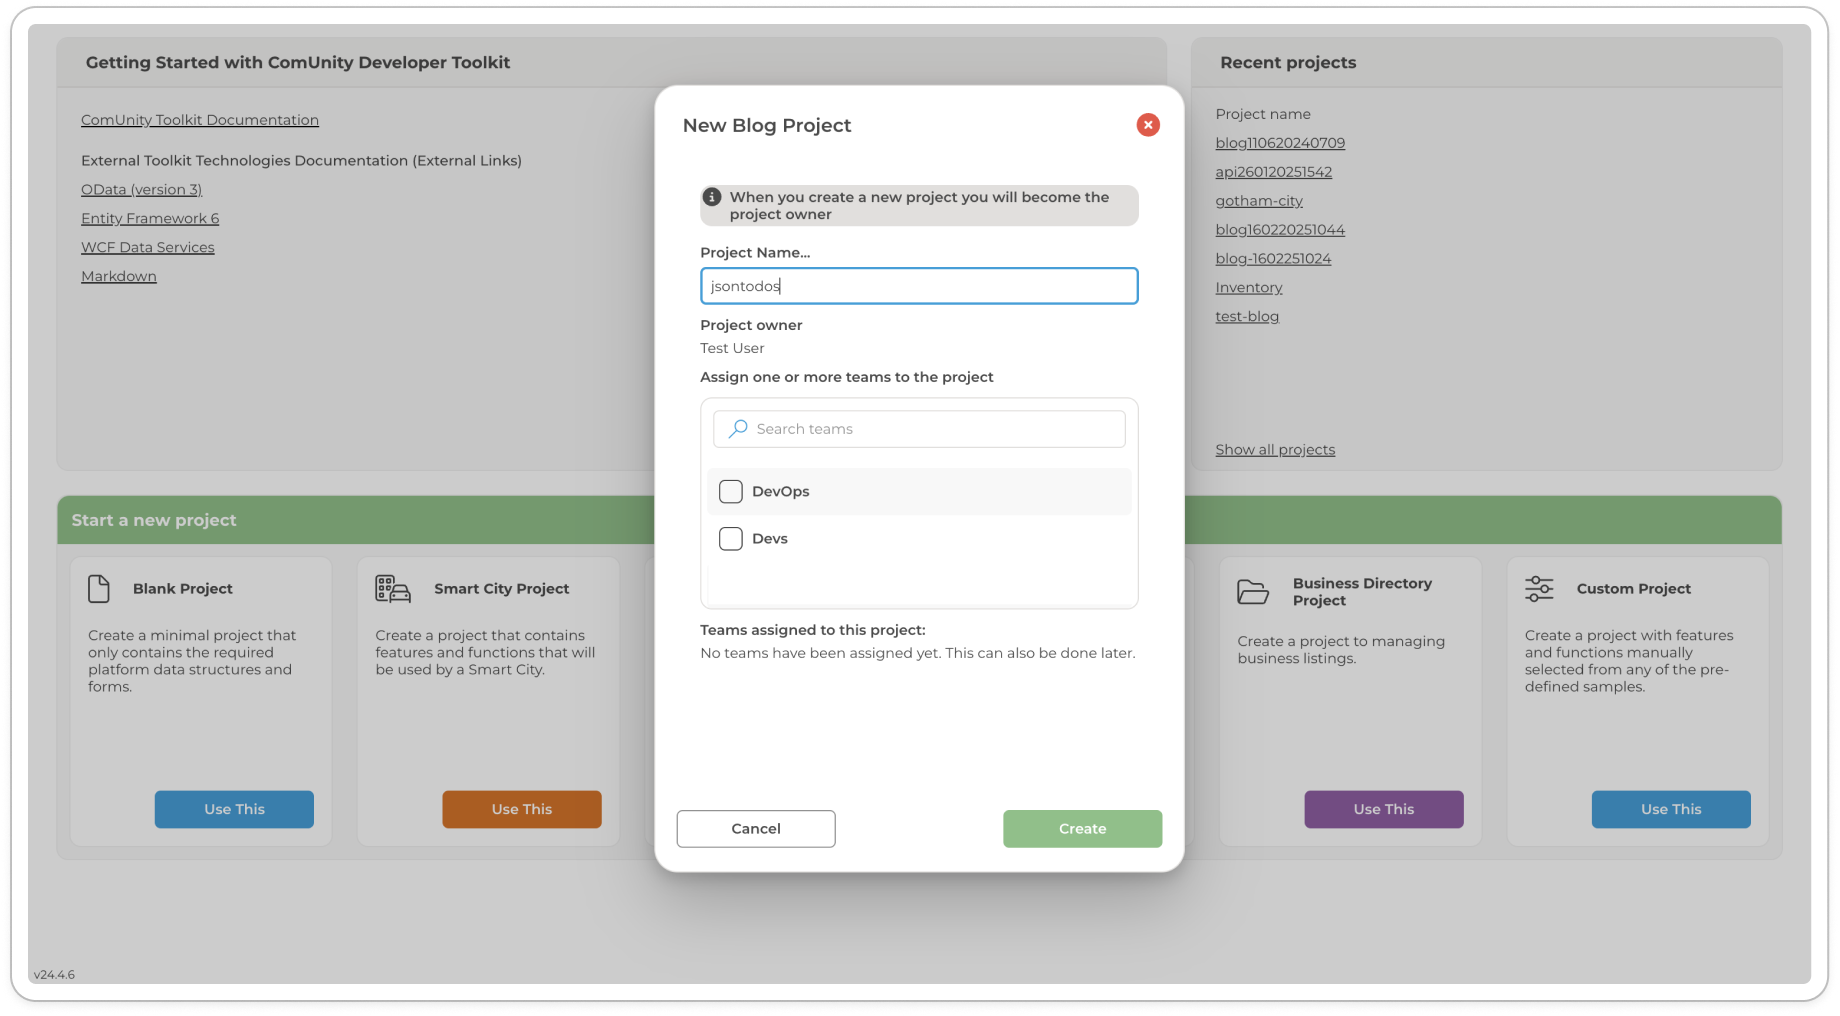 Getting Started with ComUnity Developer Toolkit
ComUnity Toolkit Documentation
External Toolkit Technologies Documentation (External Links)
OData (version 3)
Entity Framework 6
WCF Data Services
Markdown
Recent projects
Project name
blog110620240709
api260120251542
gotham-city
blog160220251044
blog-1602251024
Inventory
test-blog
Show all projects
New Blog Project
When you create a new project you will become the
project owner
Project Name...
jsontodos
Project owner
Test User
Assign one or more teams to the project
Search teams
DevOps
Devs
Teams assigned to this project:
No teams have been assigned yet. This can also be done later.
Cancel
Create
Start a new project
Blank Project
Create a minimal project that
only contains the required
platform data structures and
forms.
Use This
Smart City Project
Create a project that contains
features and functions that will
be used by a Smart City.
Use This
Business Directory
Project
Create a project to managing
business listings.
Use This
Custom Project
Create a project with features
and functions manually
selected from any of the pre-
defined samples.
Use This
v24.4.6